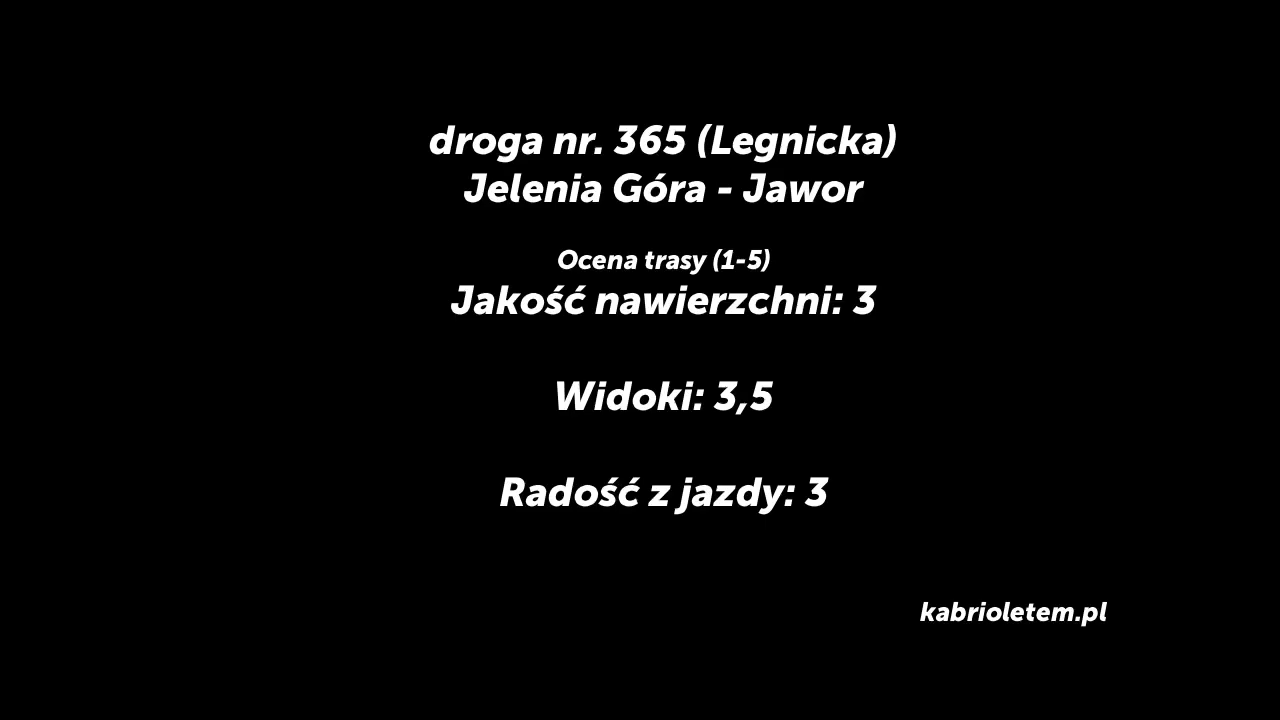 droga nr. 365 (Legnicka)
Jelenia Góra - Jawor
Ocena trasy (1-5)
Jakość nawierzchni: 3
Widoki: 3,5
Radość z jazdy: 3
kabrioletem.pl